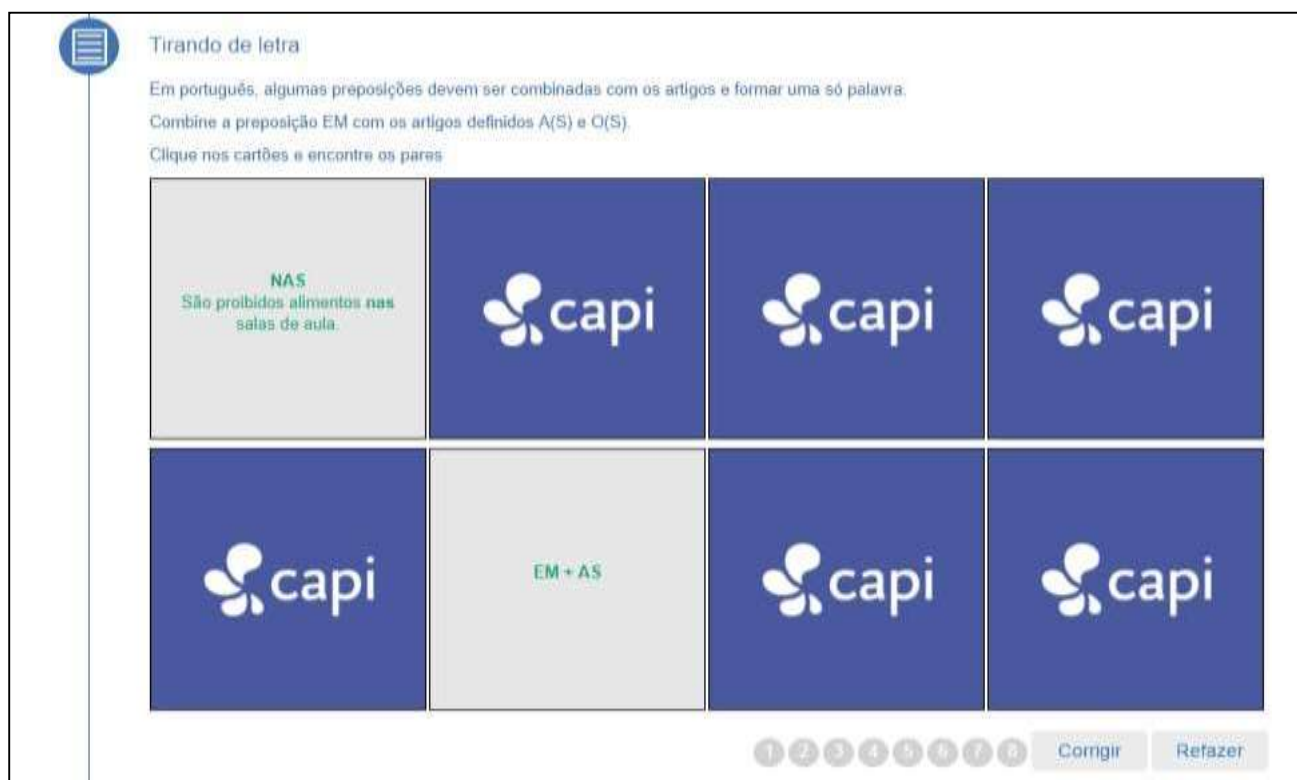 Tirando de letra
Em português, algumas preposições devem ser combinadas com os artigos e formar uma só palavra.
Combine a preposição EM com os artigos definidos A(S) e O(S).
Clique nos cartões e encontre os pares
NAS
São proibidos alimentos nas
salas de aula.
capi
capi
capi
capi
EM + AS
capi
capi
1 2 3 4 5 6 7 8 Corrigir Refazer